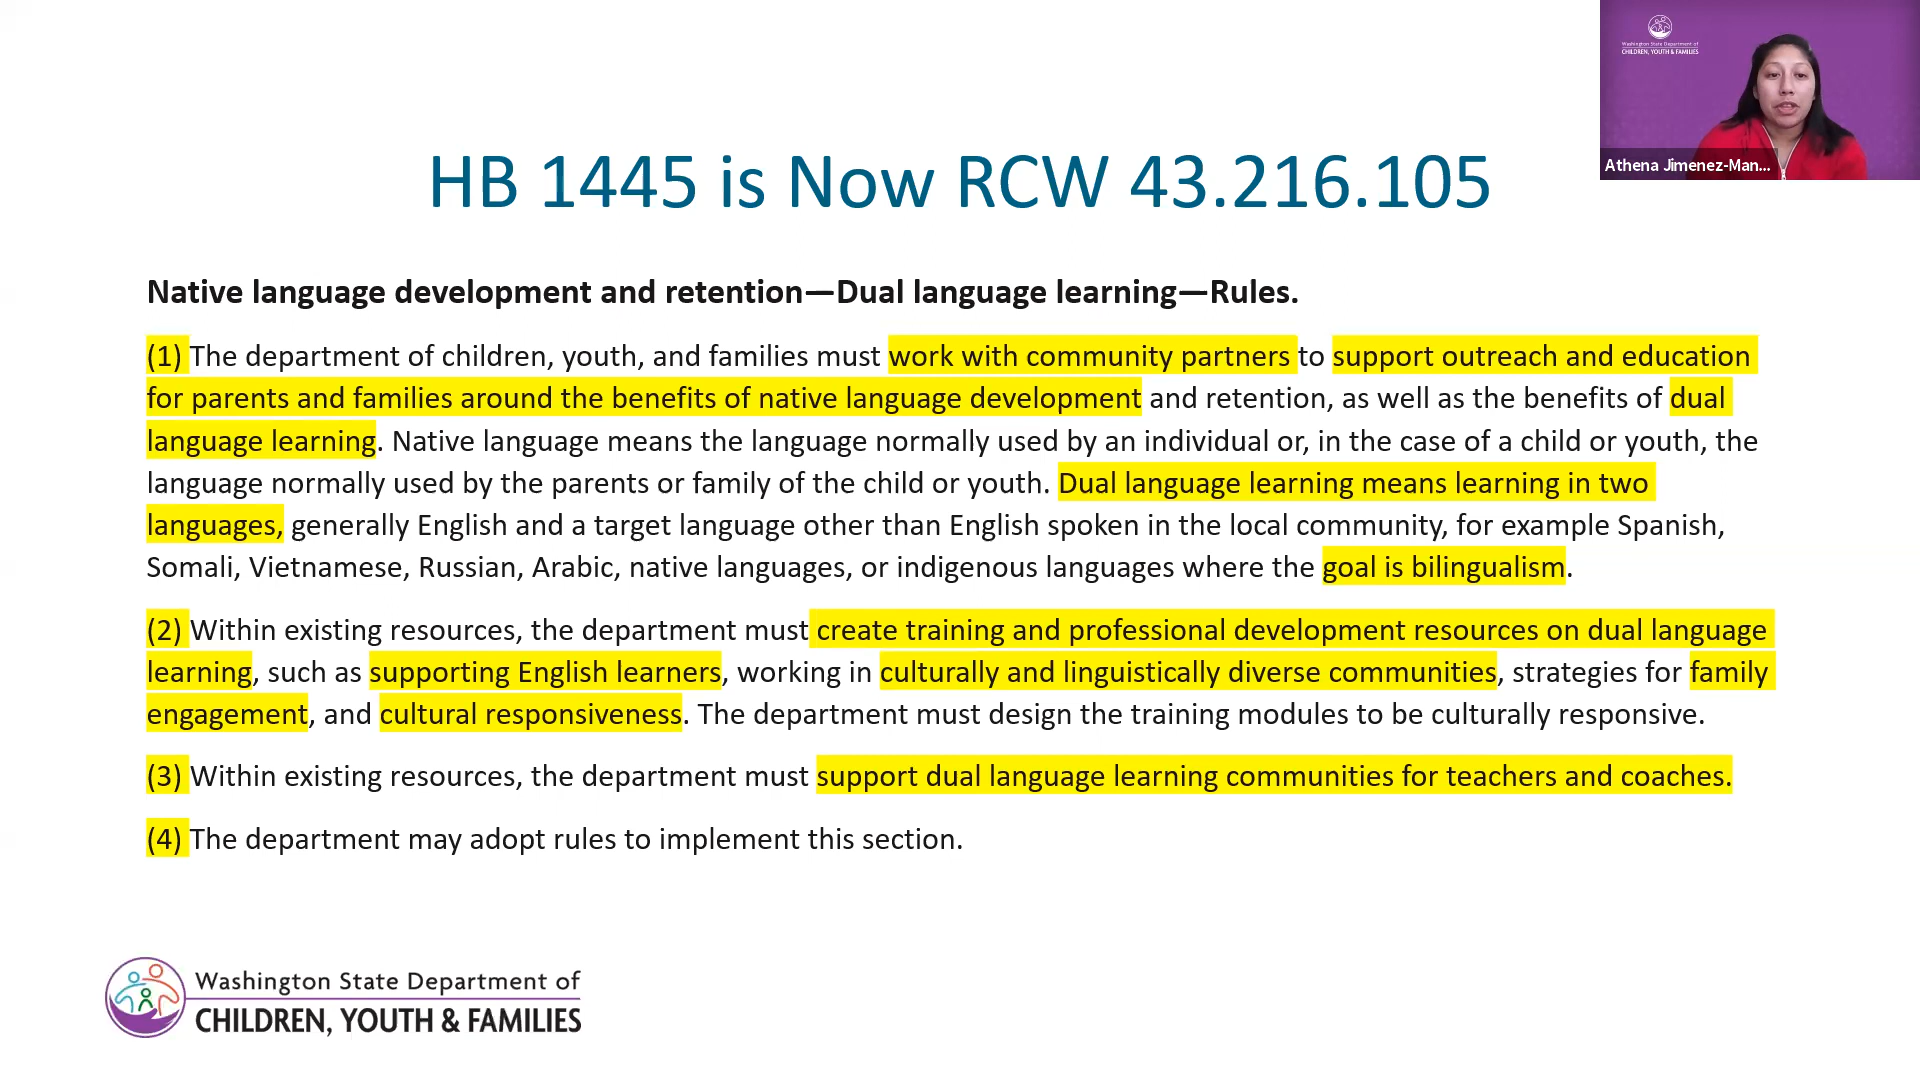 Washington State Department of
CHILDREN, YOUTH & FAMILIES
Athena Jimenez-Man...
HB 1445 is Now RCW 43.216.105
Native language development and retention—Dual language learning—Rules.
(1) The department of children, youth, and families must work with community partners to support outreach and education
for parents and families around the benefits of native language development and retention, as well as the benefits of dual
language learning. Native language means the language normally used by an individual or, in the case of a child or youth, the
language normally used by the parents or family of the child or youth. Dual language learning means learning in two
languages, generally English and a target language other than English spoken in the local community, for example Spanish,
Somali, Vietnamese, Russian, Arabic, native languages, or indigenous languages where the goal is bilingualism.
(2) Within existing resources, the department must create training and professional development resources on dual language
learning, such as supporting English learners, working in culturally and linguistically diverse communities, strategies for family
engagement, and cultural responsiveness. The department must design the training modules to be culturally responsive.
(3) Within existing resources, the department must support dual language learning communities for teachers and coaches.
(4) The department may adopt rules to implement this section.
Washington State Department of
CHILDREN, YOUTH & FAMILIES